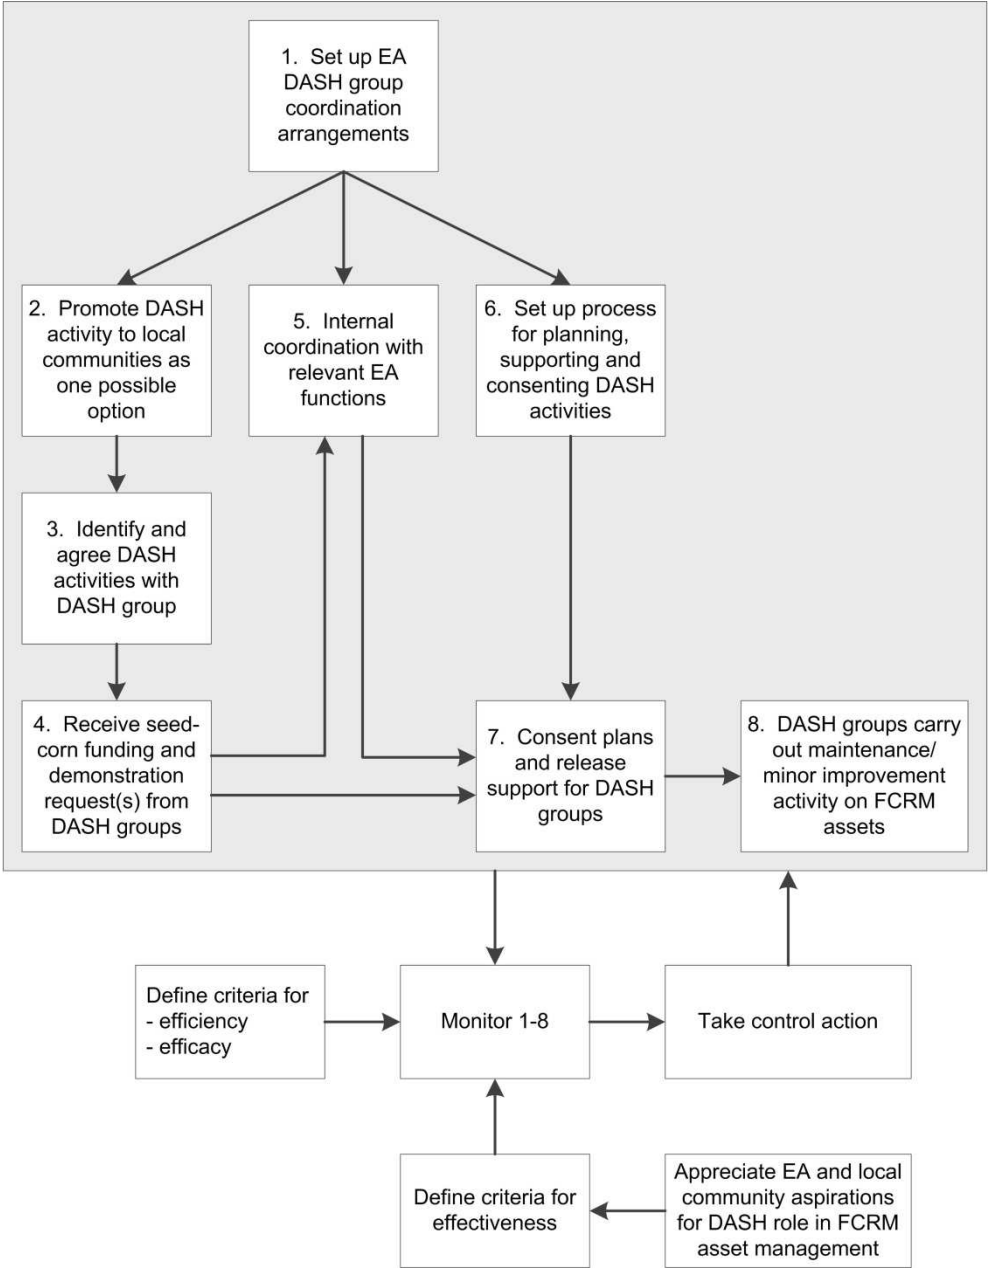 1. Set up EA
DASH group
coordination
arrangements
2. Promote DASH
activity to local
communities as
one possible
option
5. Internal
coordination with
relevant EA
functions
6. Set up process
for planning,
supporting and
consenting DASH
activities
3. Identify and
agree DASH
activities with
DASH group
4. Receive seed-
corn funding and
demonstration
request(s) from
DASH groups
7. Consent plans
and release
support for DASH
groups
8. DASH groups carry
out maintenance/
minor improvement
activity on FCRM
assets
Define criteria for
- efficiency
- efficacy
Monitor 1-8
Take control action
Define criteria for
effectiveness
Appreciate EA and local
community aspirations
for DASH role in FCRM
asset management